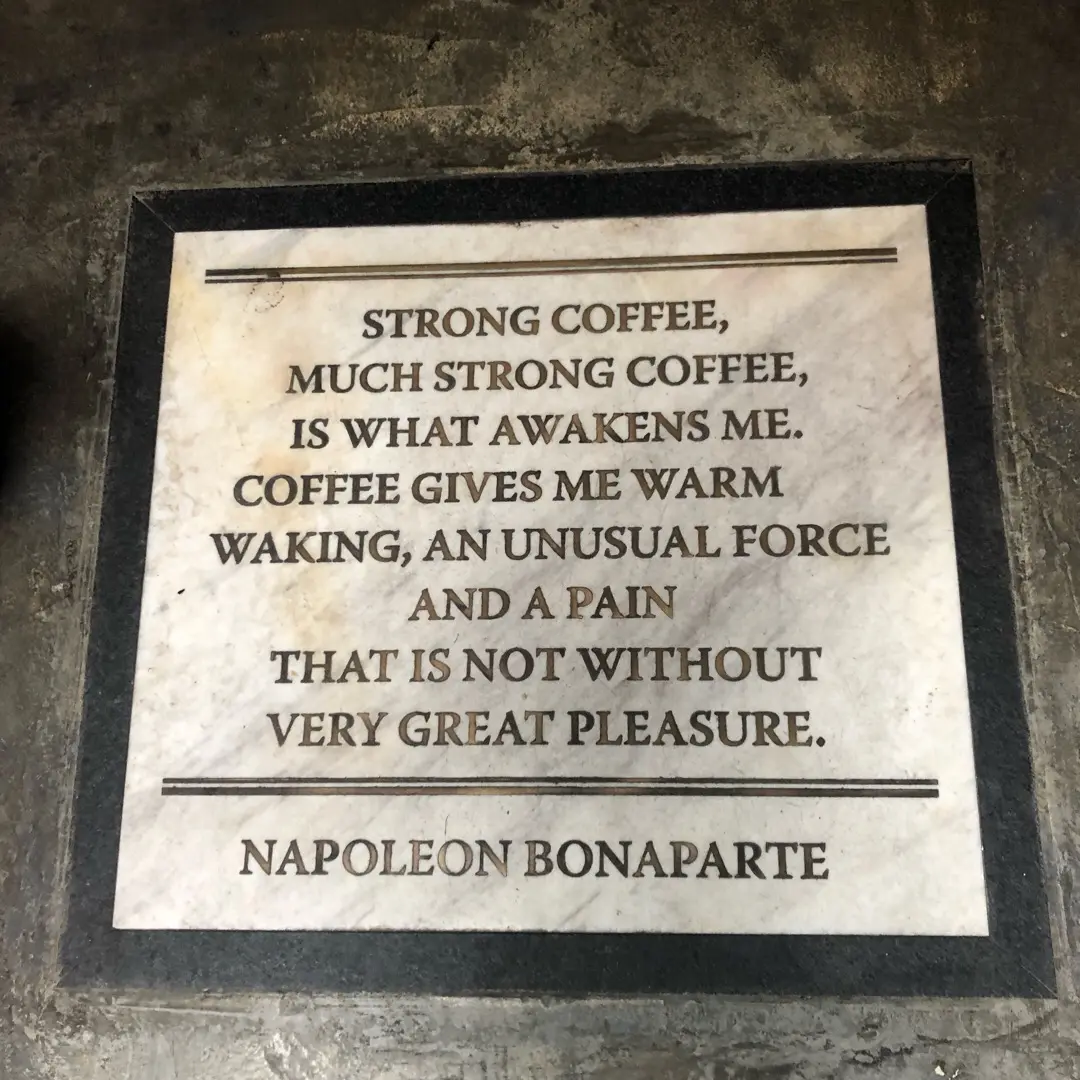 STRONG COFFEE,
MUCH STRONG COFFEE,
IS WHAT AWAKENS ME.
COFFEE GIVES ME WARM
WAKING, AN UNUSUAL FORCE
AND A PAIN
THAT IS NOT WITHOUT
VERY GREAT PLEASURE.
NAPOLEON BONAPARTE